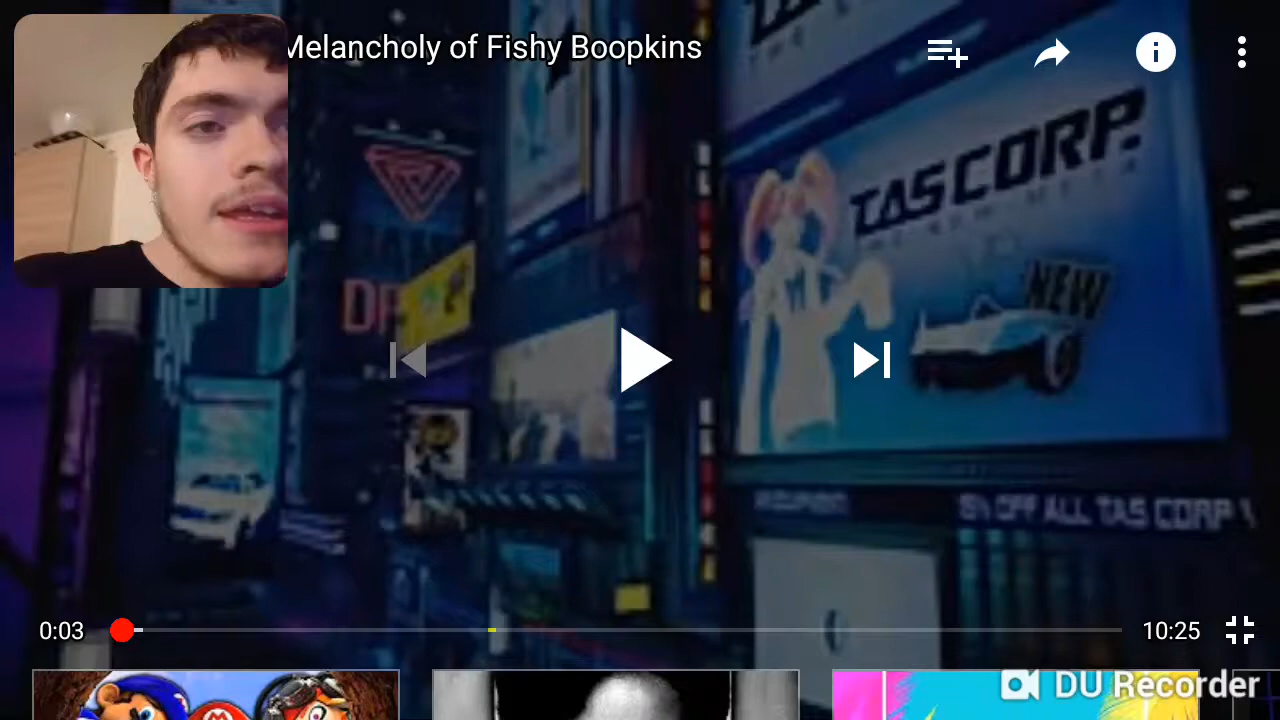 Melancholy of Fishy Boopkins
TAS CORP.
NEW
5% OFF ALL TAS CORP
0:03
10:25
DU Recorder